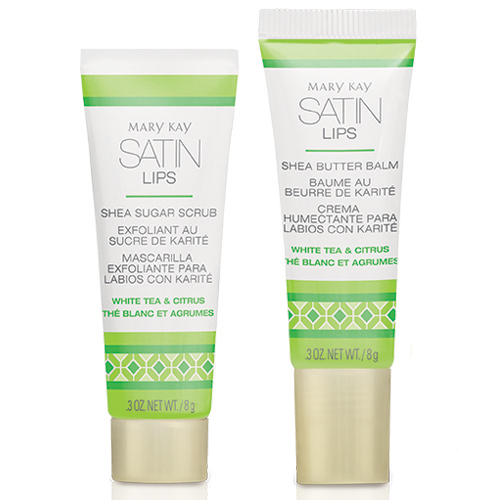 MARY KAY
SATIN
LIPS
SHEA SUGAR SCRUB
EXFOLIANT AU
SUCRE DE KARITÉ
MASCARILLA
EXFOLIANTE PARA
LABIOS CON KARITÉ
WHITE TEA & CITRUS
THÉ BLANC ET AGRUMES
.3 OZ. NET WT. / 8 g
MARY KAY
SATIN
LIPS
SHEA BUTTER BALM
BAUME AU
BEURRE DE KARITÉ
CREMA
HUMECTANTE PARA
LABIOS CON KARITÉ
WHITE TEA & CITRUS
THÉ BLANC ET AGRUMES
.3 OZ. NET WT. / 8 g